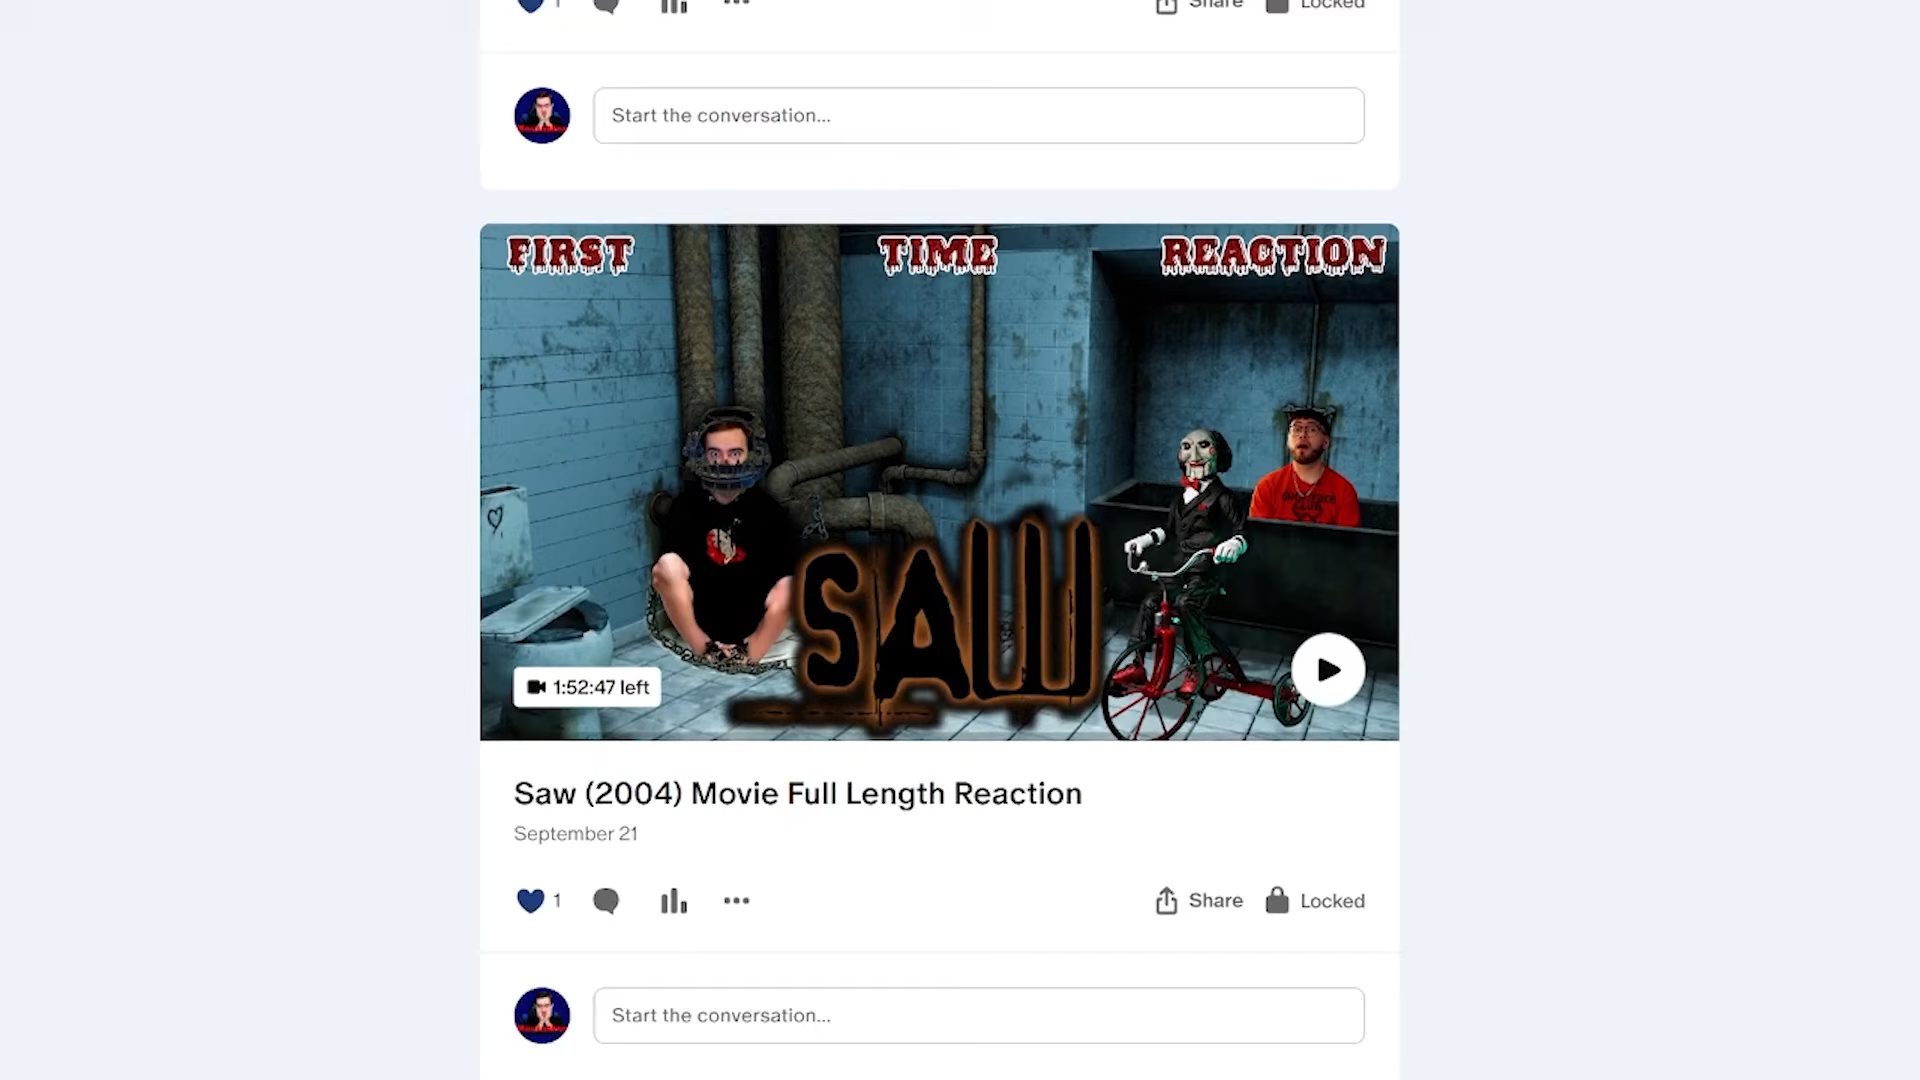 1
Share
Locked
Start the conversation...
FIRST TIME REACTION
SAW
1:52:47 left
Saw (2004) Movie Full Length Reaction
September 21
1
Share
Locked
Start the conversation...